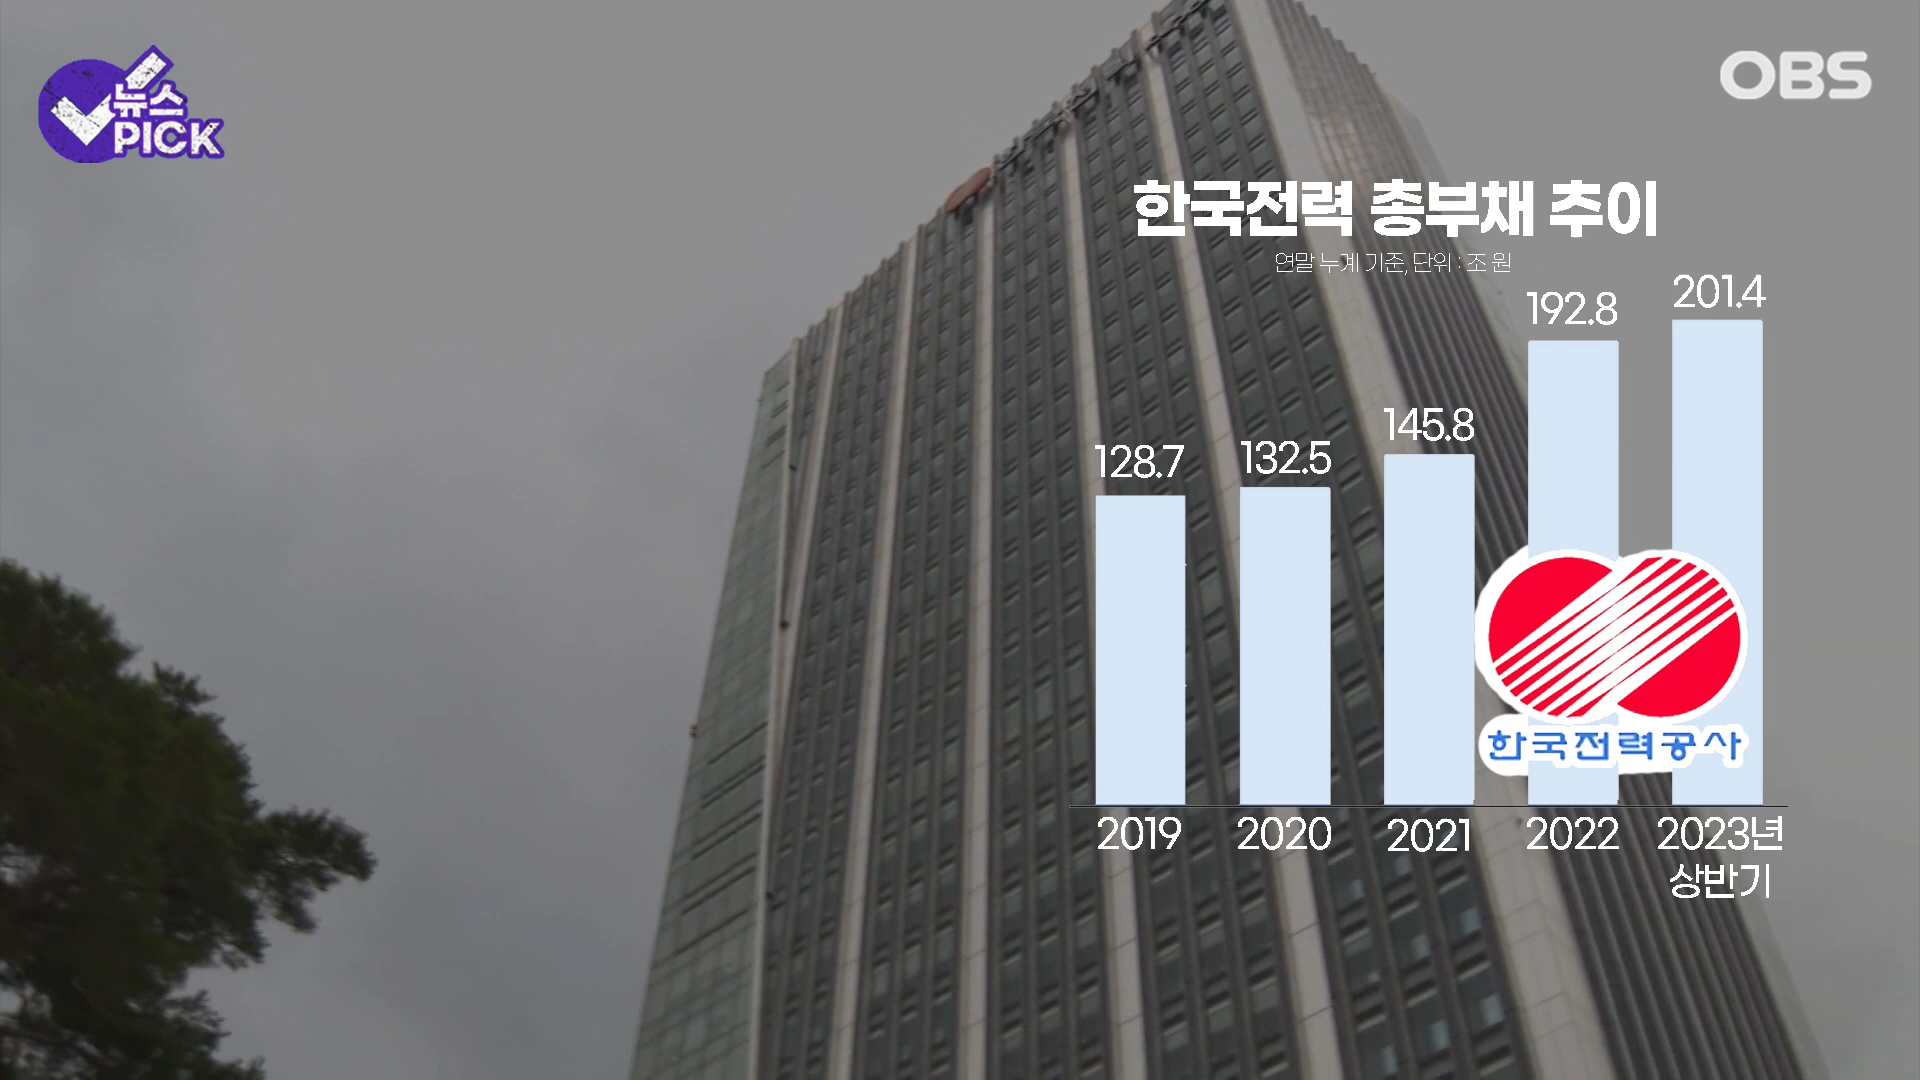 뉴스
PICK
OBS
한국전력 총부채 추이
연말 누계 기준, 단위 : 조 원
128.7
132.5
145.8
192.8
201.4
한국전력공사
2019
2020
2021
2022
2023년
상반기